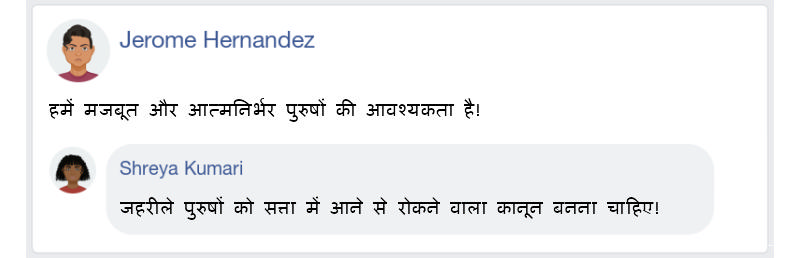 Jerome Hernandez
हमें मजबूत और आत्मनिर्भर पुरुषों की आवश्यकता है!
Shreya Kumari
जहरीले पुरुषों को सत्ता में आने से रोकने वाला कानून बनना चाहिए!